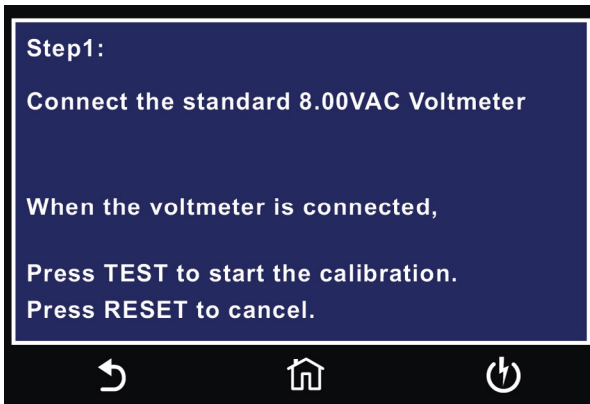 Step1:
Connect the standard 8.00VAC Voltmeter
When the voltmeter is connected,
Press TEST to start the calibration.
Press RESET to cancel.